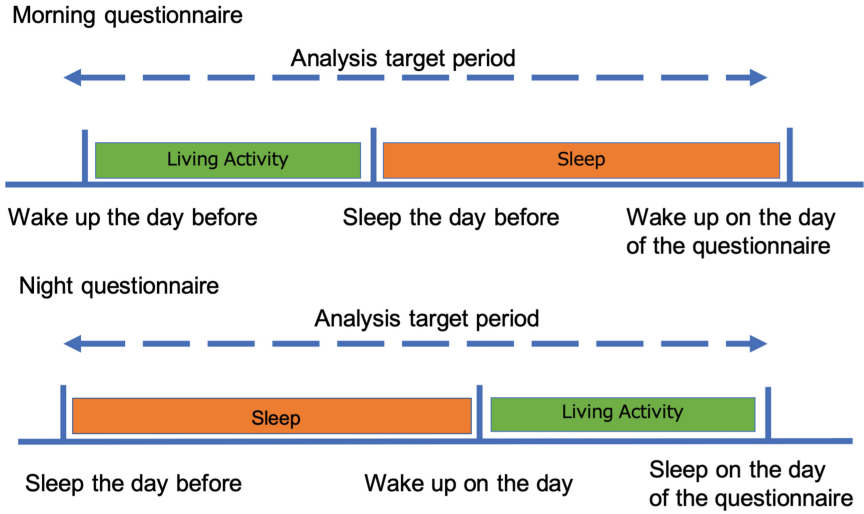 Morning questionnaire
Analysis target period
Living Activity
Sleep
Wake up the day before
Sleep the day before
Wake up on the day
of the questionnaire
Night questionnaire
Analysis target period
Sleep
Living Activity
Sleep the day before
Wake up on the day
Sleep on the day
of the questionnaire